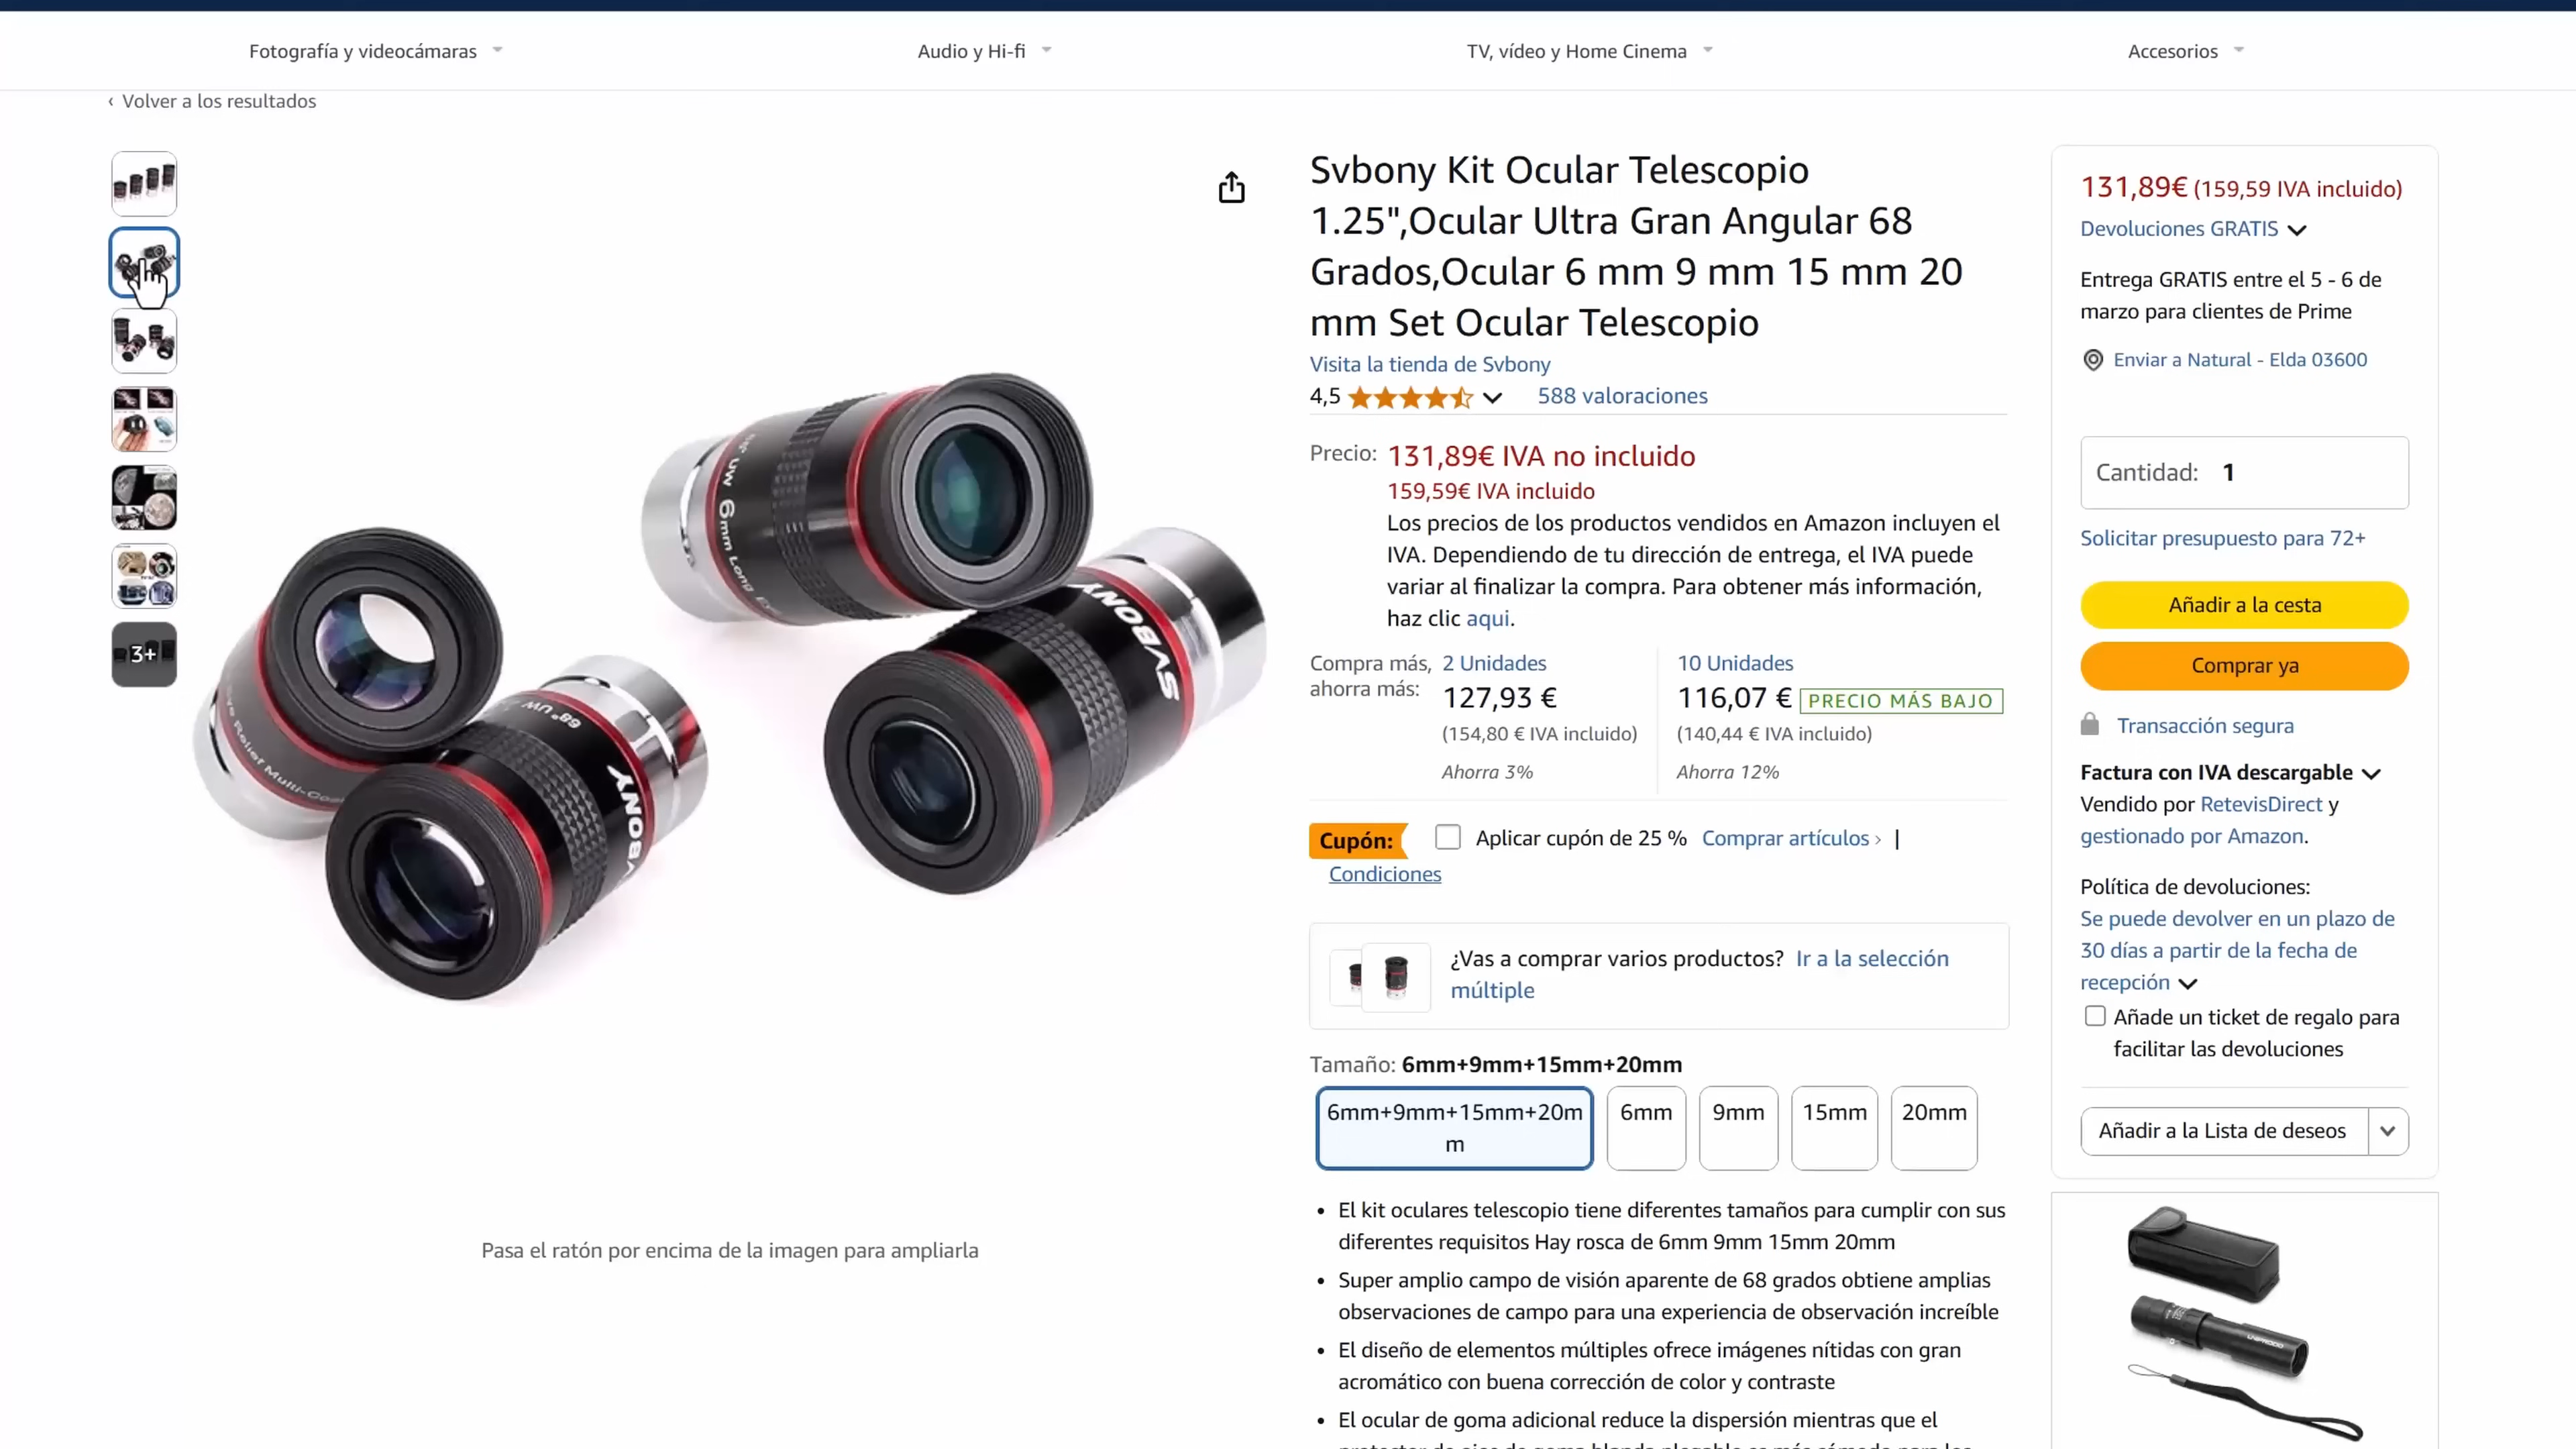 Fotografía y videocámaras
Audio y Hi-fi
TV, vídeo y Home Cinema
Accesorios
‹ Volver a los resultados
3+
68° UW 6mm Long
SVBONY
68° UW
SVBONY
Eye Relief Multi-Coa
Pasa el ratón por encima de la imagen para ampliarla
Svbony Kit Ocular Telescopio
1.25",Ocular Ultra Gran Angular 68
Grados,Ocular 6 mm 9 mm 15 mm 20
mm Set Ocular Telescopio
Visita la tienda de Svbony
4,5 588 valoraciones
Precio: 131,89€ IVA no incluido
159,59€ IVA incluido
Los precios de los productos vendidos en Amazon incluyen el
IVA. Dependiendo de tu dirección de entrega, el IVA puede
variar al finalizar la compra. Para obtener más información,
haz clic aqui.
Compra más,
ahorra más:
2 Unidades
127,93 €
(154,80 € IVA incluido)
Ahorra 3%
10 Unidades
116,07 € PRECIO MÁS BAJO
(140,44 € IVA incluido)
Ahorra 12%
Cupón: Aplicar cupón de 25 % Comprar artículos › |
Condiciones
¿Vas a comprar varios productos? Ir a la selección
múltiple
Tamaño: 6mm+9mm+15mm+20mm
6mm+9mm+15mm+20m
m
6mm
9mm
15mm
20mm
• El kit oculares telescopio tiene diferentes tamaños para cumplir con sus
diferentes requisitos Hay rosca de 6mm 9mm 15mm 20mm
• Super amplio campo de visión aparente de 68 grados obtiene amplias
observaciones de campo para una experiencia de observación increíble
• El diseño de elementos múltiples ofrece imágenes nítidas con gran
acromático con buena corrección de color y contraste
• El ocular de goma adicional reduce la dispersión mientras que el
131,89€ (159,59 IVA incluido)
Devoluciones GRATIS
Entrega GRATIS entre el 5 - 6 de
marzo para clientes de Prime
Enviar a Natural - Elda 03600
Cantidad: 1
Solicitar presupuesto para 72+
Añadir a la cesta
Comprar ya
Transacción segura
Factura con IVA descargable
Vendido por RetevisDirect y
gestionado por Amazon.
Política de devoluciones:
Se puede devolver en un plazo de
30 días a partir de la fecha de
recepción
Añade un ticket de regalo para
facilitar las devoluciones
Añadir a la Lista de deseos